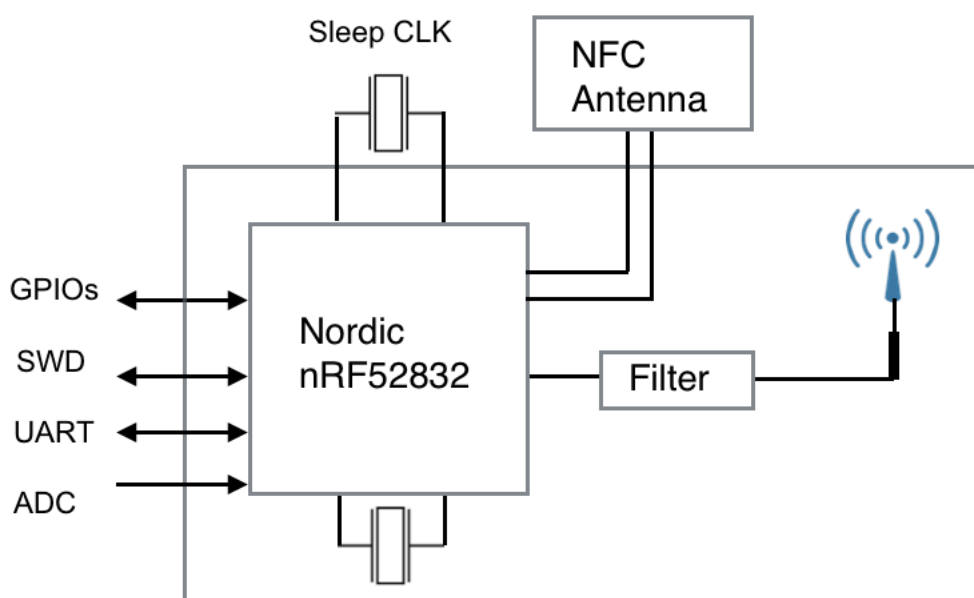 Sleep CLK
NFC
Antenna
GPIOs
SWD
UART
ADC
Nordic
nRF52832
Filter